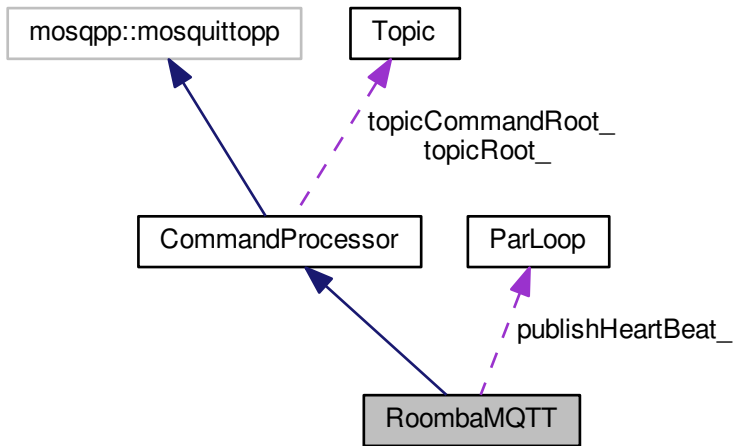 mosqpp::mosquittopp
Topic
topicCommandRoot_
topicRoot_
CommandProcessor
ParLoop
publishHeartBeat_
RoombaMQTT